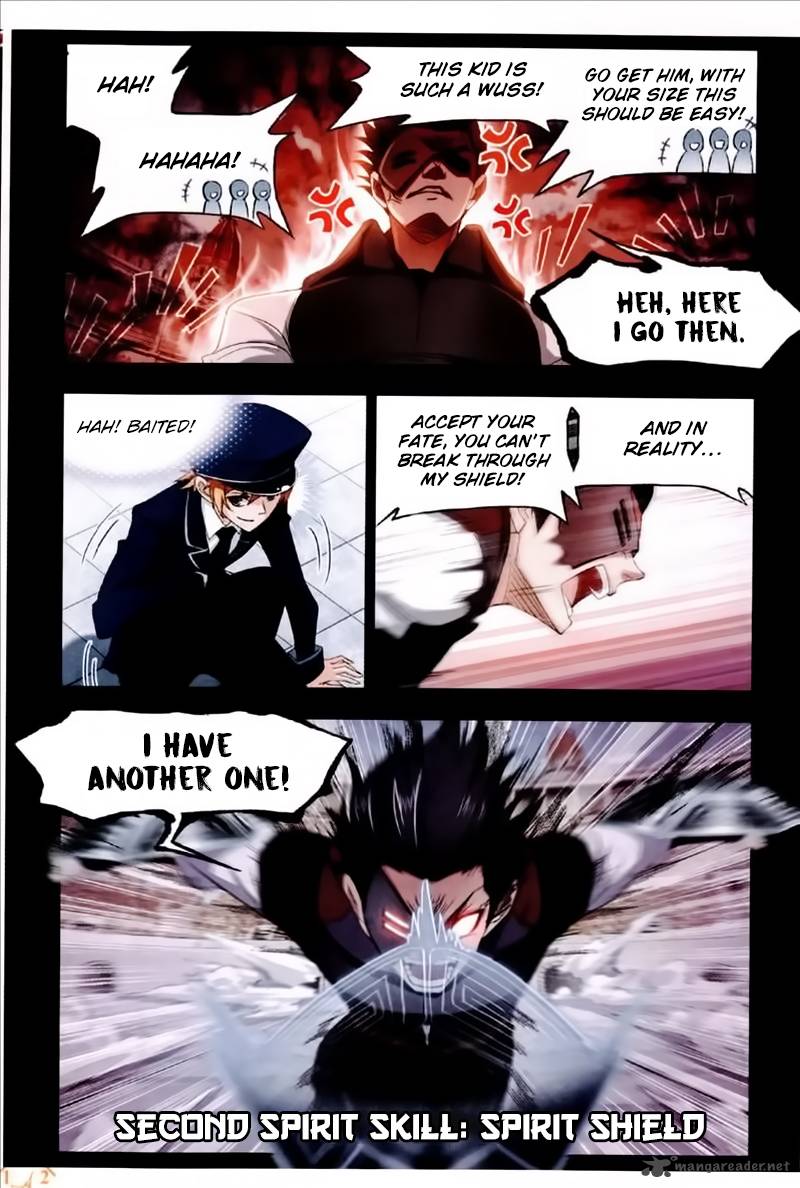 HAH!
HAHAHA!
THIS KID IS
SUCH A WUSS!
GO GET HIM, WITH
YOUR SIZE THIS
SHOULD BE EASY!
HEH, HERE
I GO THEN.
HAH! BAITED!
ACCEPT YOUR
FATE, YOU CAN'T
BREAK THROUGH
MY SHIELD!
AND IN
REALITY...
I HAVE
ANOTHER ONE!
SECOND SPIRIT SKILL: SPIRIT SHIELD
1 2
mangareader.net